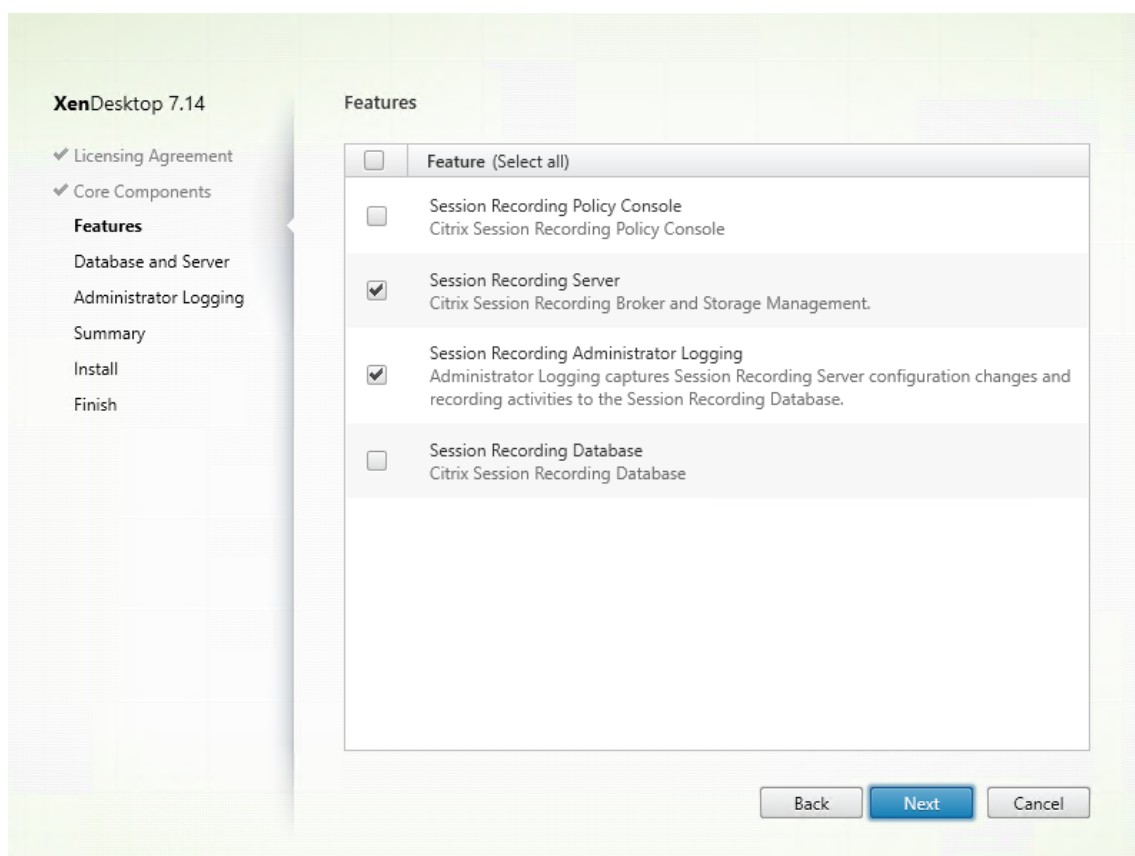 XenDesktop 7.14
Licensing Agreement
Core Components
Features
Database and Server
Administrator Logging
Summary
Install
Finish
Features
Feature (Select all)
Session Recording Policy Console
Citrix Session Recording Policy Console
Session Recording Server
Citrix Session Recording Broker and Storage Management.
Session Recording Administrator Logging
Administrator Logging captures Session Recording Server configuration changes and
recording activities to the Session Recording Database.
Session Recording Database
Citrix Session Recording Database
Back
Next
Cancel